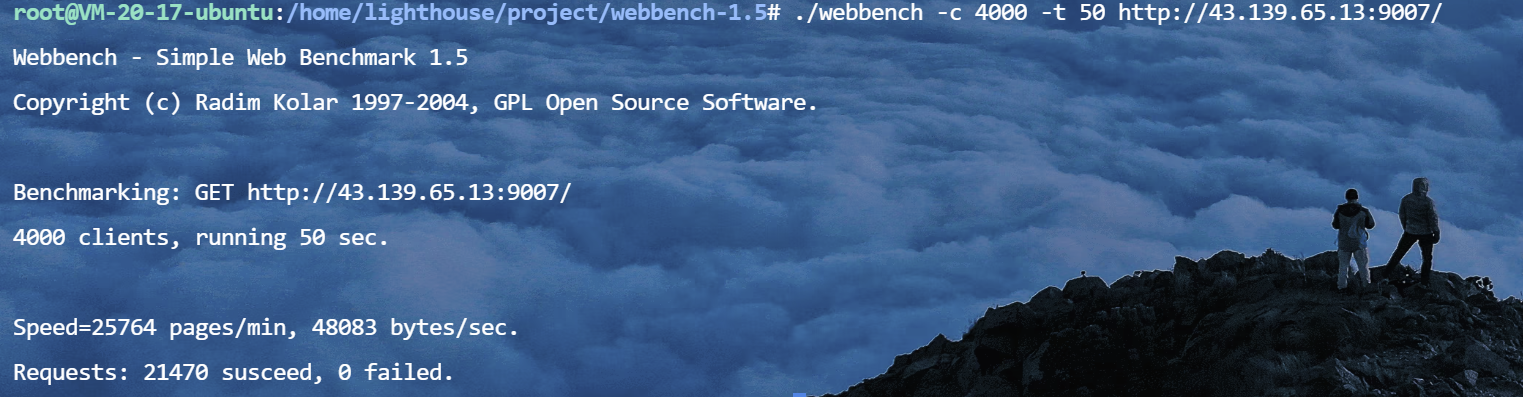 root@VM-20-17-ubuntu:/home/lighthouse/project/webbench-1.5# ./webbench -c 4000 -t 50 http://43.139.65.13:9007/
Webbench - Simple Web Benchmark 1.5
Copyright (c) Radim Kolar 1997-2004, GPL Open Source Software.
Benchmarking: GET http://43.139.65.13:9007/
4000 clients, running 50 sec.
Speed=25764 pages/min, 48083 bytes/sec.
Requests: 21470 susceed, 0 failed.